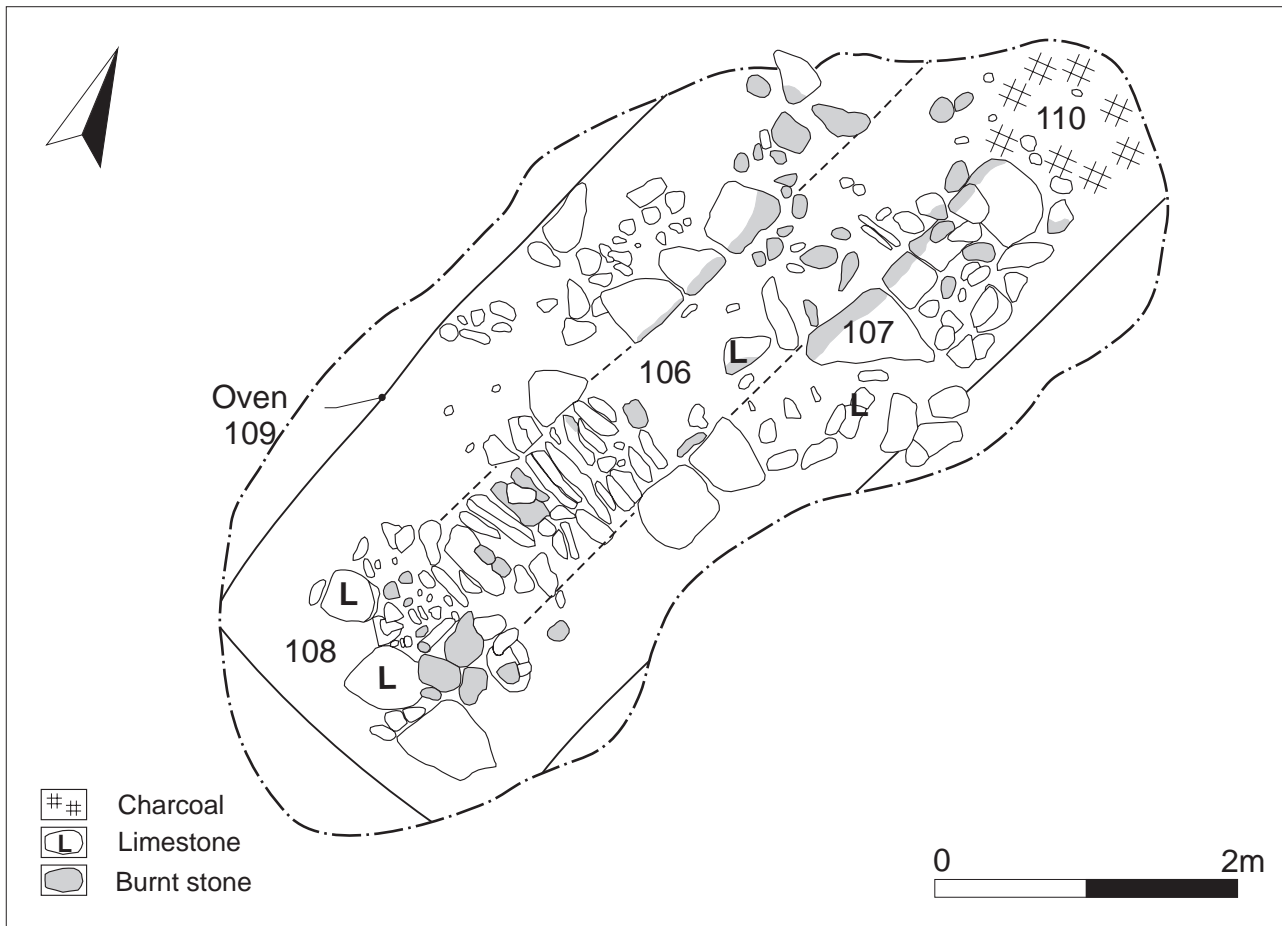 110
107
L
106
L
Oven
109
L
108
L
Charcoal
L Limestone
Burnt stone
0 2m